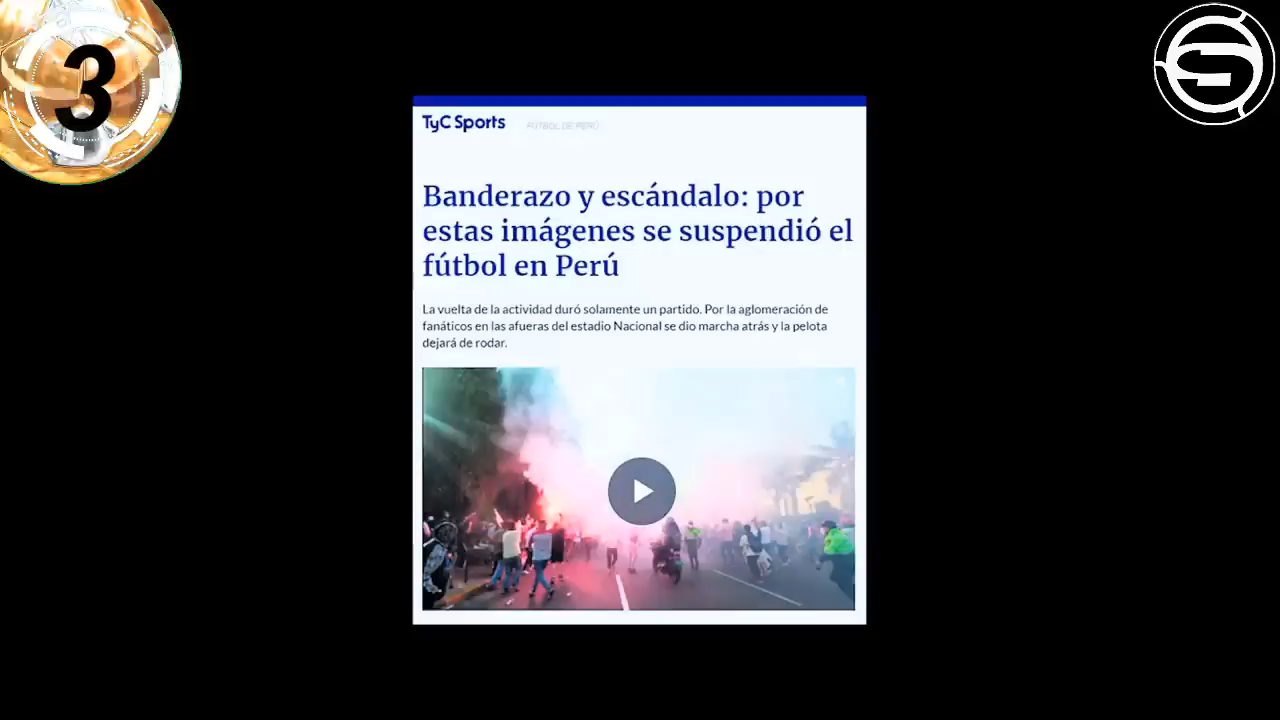 3
TyC Sports
FÚTBOL DE PERÚ
Banderazo y escándalo: por
estas imágenes se suspendió el
fútbol en Perú
La vuelta de la actividad duró solamente un partido. Por la aglomeración de
fanáticos en las afueras del estadio Nacional se dio marcha atrás y la pelota
dejará de rodar.